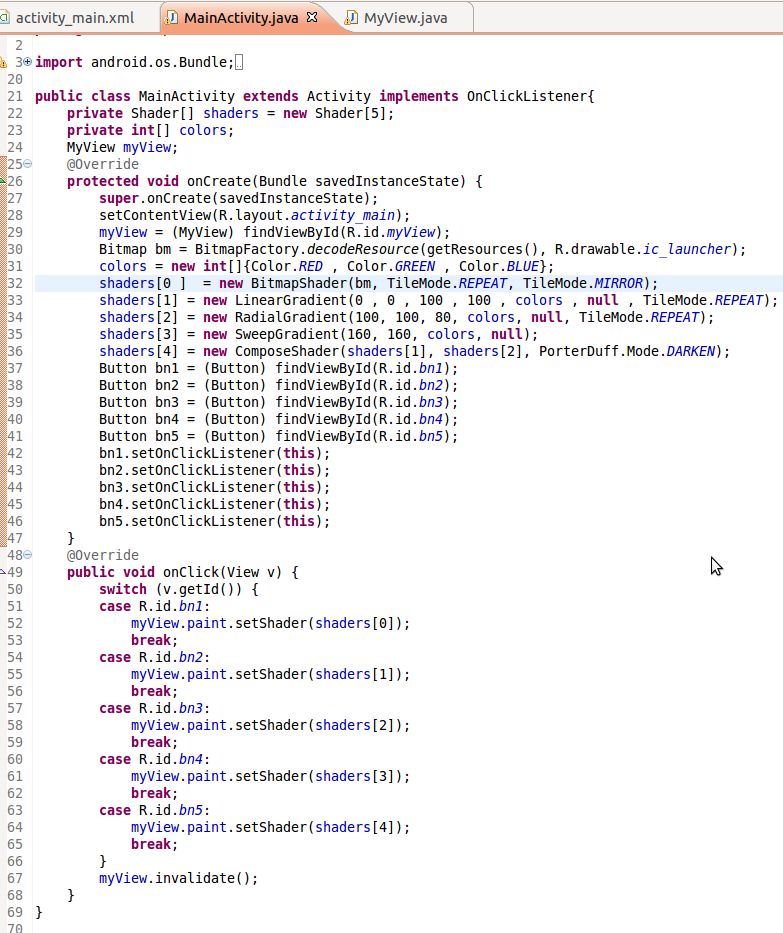 activity_main.xml MainActivity.java MyView.java
2
3 import android.os.Bundle;
20
21 public class MainActivity extends Activity implements OnClickListener{
22     private Shader[] shaders = new Shader[5];
23     private int[] colors;
24     MyView myView;
25     @Override
26     protected void onCreate(Bundle savedInstanceState) {
27         super.onCreate(savedInstanceState);
28         setContentView(R.layout.activity_main);
29         myView = (MyView) findViewById(R.id.myView);
30         Bitmap bm = BitmapFactory.decodeResource(getResources(), R.drawable.ic_launcher);
31         colors = new int[]{Color.RED , Color.GREEN , Color.BLUE};
32         shaders[0 ]  = new BitmapShader(bm, TileMode.REPEAT, TileMode.MIRROR);
33         shaders[1] = new LinearGradient(0 , 0 , 100 , 100 , colors , null , TileMode.REPEAT);
34         shaders[2] = new RadialGradient(100, 100, 80, colors, null, TileMode.REPEAT);
35         shaders[3] = new SweepGradient(160, 160, colors, null);
36         shaders[4] = new ComposeShader(shaders[1], shaders[2], PorterDuff.Mode.DARKEN);
37         Button bn1 = (Button) findViewById(R.id.bn1);
38         Button bn2 = (Button) findViewById(R.id.bn2);
39         Button bn3 = (Button) findViewById(R.id.bn3);
40         Button bn4 = (Button) findViewById(R.id.bn4);
41         Button bn5 = (Button) findViewById(R.id.bn5);
42         bn1.setOnClickListener(this);
43         bn2.setOnClickListener(this);
44         bn3.setOnClickListener(this);
45         bn4.setOnClickListener(this);
46         bn5.setOnClickListener(this);
47     }
48     @Override
49     public void onClick(View v) {
50         switch (v.getId()) {
51         case R.id.bn1:
52             myView.paint.setShader(shaders[0]);
53             break;
54         case R.id.bn2:
55             myView.paint.setShader(shaders[1]);
56             break;
57         case R.id.bn3:
58             myView.paint.setShader(shaders[2]);
59             break;
60         case R.id.bn4:
61             myView.paint.setShader(shaders[3]);
62             break;
63         case R.id.bn5:
64             myView.paint.setShader(shaders[4]);
65             break;
66         }
67         myView.invalidate();
68     }
69 }
70